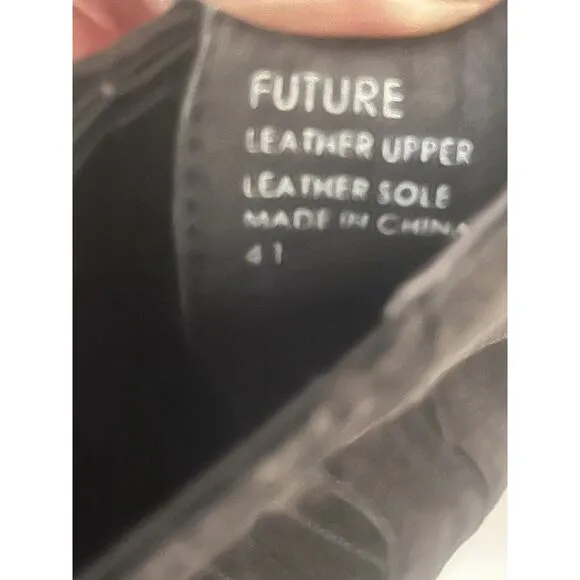 FUTURE
LEATHER UPPER
LEATHER SOLE
MADE IN CHINA
41